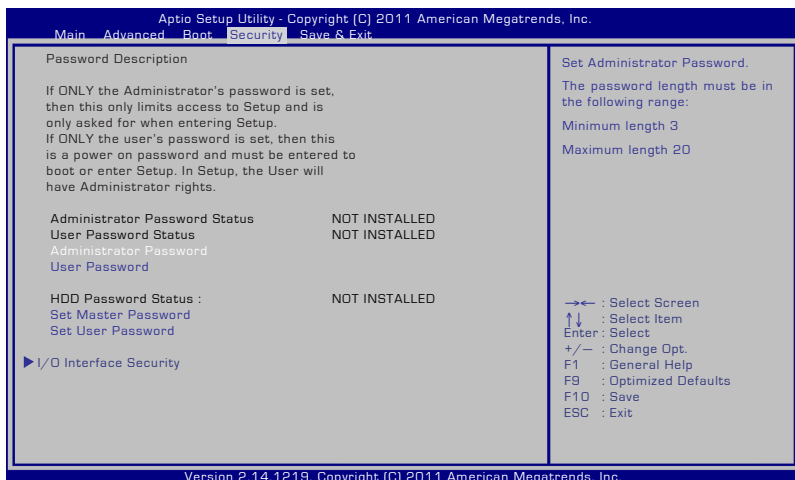 Aptio Setup Utility - Copyright (C) 2011 American Megatrends, Inc.
Main Advanced Boot Security Save & Exit
Password Description
If ONLY the Administrator's password is set,
then this only limits access to Setup and is
only asked for when entering Setup.
If ONLY the user's password is set, then this
is a power on password and must be entered to
boot or enter Setup. In Setup, the User will
have Administrator rights.
Administrator Password Status NOT INSTALLED
User Password Status NOT INSTALLED
Administrator Password
User Password
HDD Password Status : NOT INSTALLED
Set Master Password
Set User Password
▶I/O Interface Security
Set Administrator Password.
The password length must be in
the following range:
Minimum length 3
Maximum length 20
→← : Select Screen
↑↓ : Select Item
Enter : Select
+/— : Change Opt.
F1 : General Help
F9 : Optimized Defaults
F10 : Save
ESC : Exit
Version 2.14.1219. Copyright (C) 2011 American Megatrends, Inc.